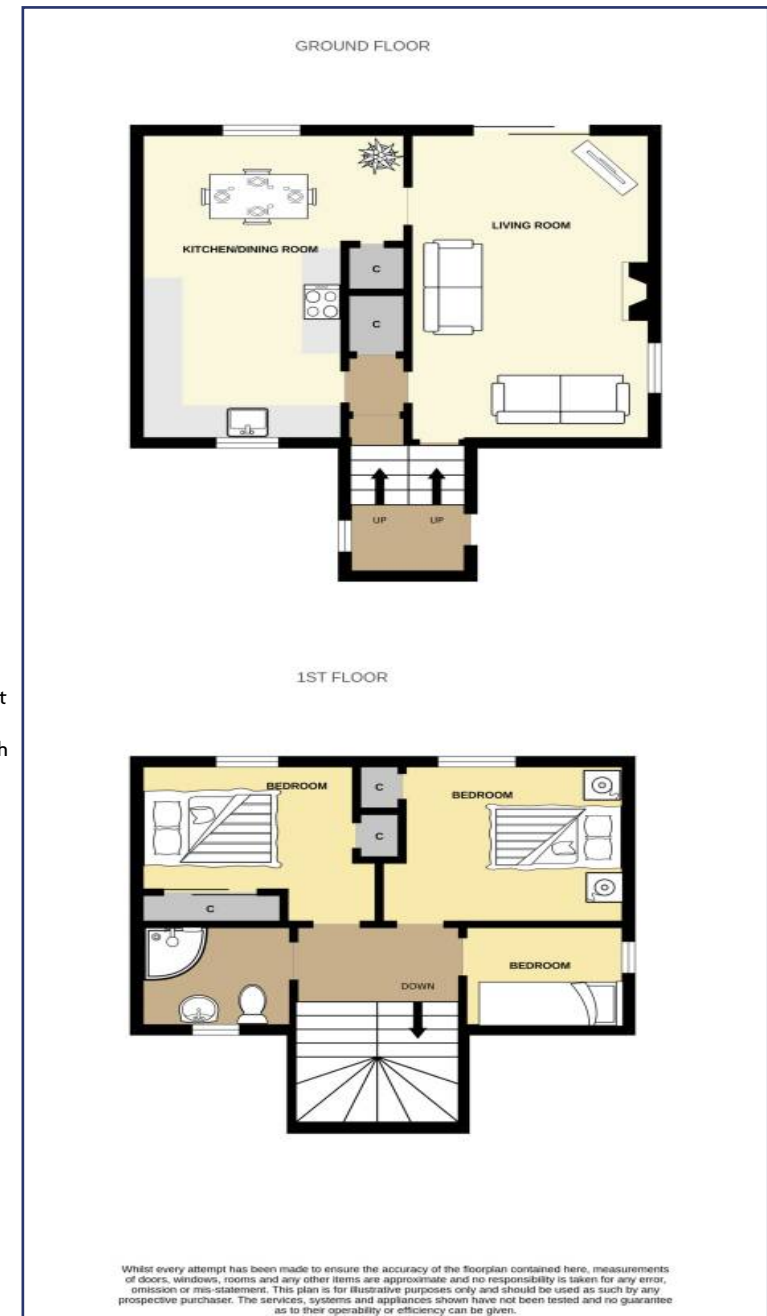 GROUND FLOOR
KITCHEN/DINING ROOM
LIVING ROOM
C
C
UP
UP
t
h
1ST FLOOR
BEDROOM
C
BEDROOM
C
C
BEDROOM
DOWN
Whilst every attempt has been made to ensure the accuracy of the floorplan contained here, measurements
of doors, windows, rooms and any other items are approximate and no responsibility is taken for any error,
omission or mis-statement. This plan is for illustrative purposes only and should be used as such by any
prospective purchaser. The services, systems and appliances shown have not been tested and no guarantee
as to their operability or efficiency can be given.